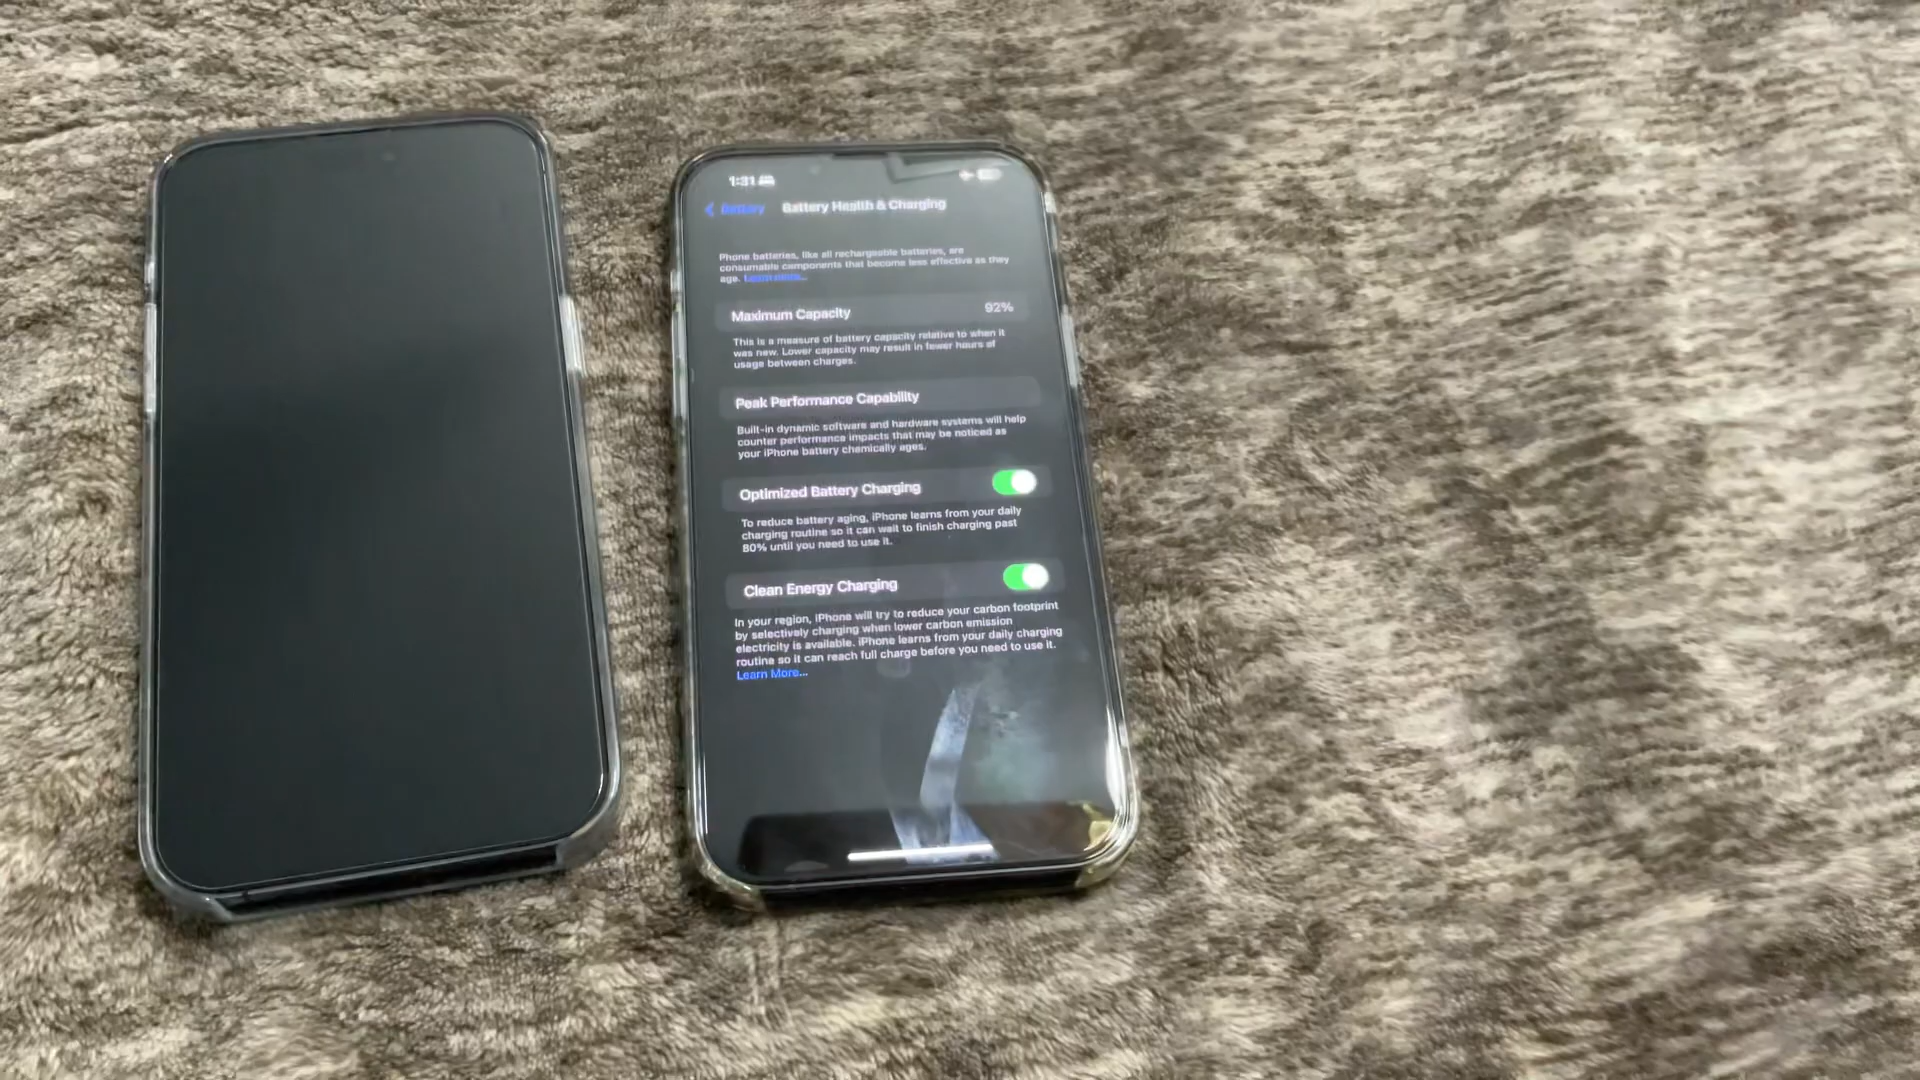 1:31
Battery
Battery Health & Charging
Phone batteries, like all rechargeable batteries, are
consumable components that become less effective as they
age. Learn more...
Maximum Capacity 92%
This is a measure of battery capacity relative to when it
was new. Lower capacity may result in fewer hours of
usage between charges.
Peak Performance Capability
Built-in dynamic software and hardware systems will help
counter performance impacts that may be noticed as
your iPhone battery chemically ages.
Optimized Battery Charging
To reduce battery aging, iPhone learns from your daily
charging routine so it can wait to finish charging past
80% until you need to use it.
Clean Energy Charging
In your region, iPhone will try to reduce your carbon footprint
by selectively charging when lower carbon emission
electricity is available. iPhone learns from your daily charging
routine so it can reach full charge before you need to use it.
Learn More...